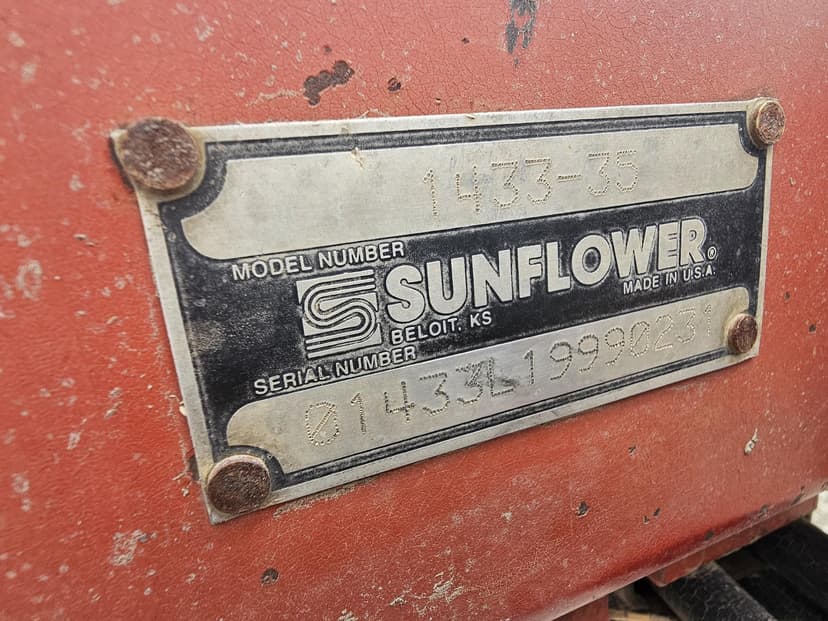 1433-35
MODEL NUMBER
SUNFLOWER®
MADE IN U.S.A.
BELOIT, KS
SERIAL NUMBER
01433L19990231